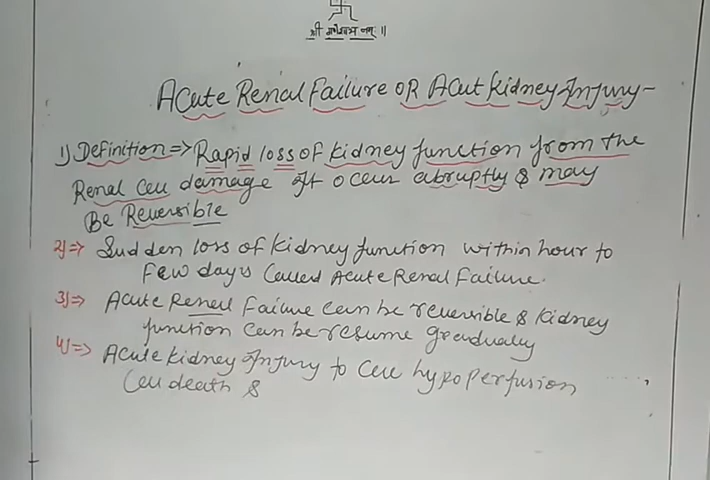 श्री गणेशाय नमः ॥
Acute Renal Failure OR Acut Kidney Injury -
1) Definition => Rapid loss of kidney function from the
Renal Cell damage It occur abruptly & may
Be Reversible
2) => Sudden loss of kidney function within hour to
Few days Called Acute Renal Failure.
3) => Acute Renal Failure can be reversible & kidney
function can be resume gradually
4) => Acute kidney Injury to Cell hypoperfusion
Cell death &